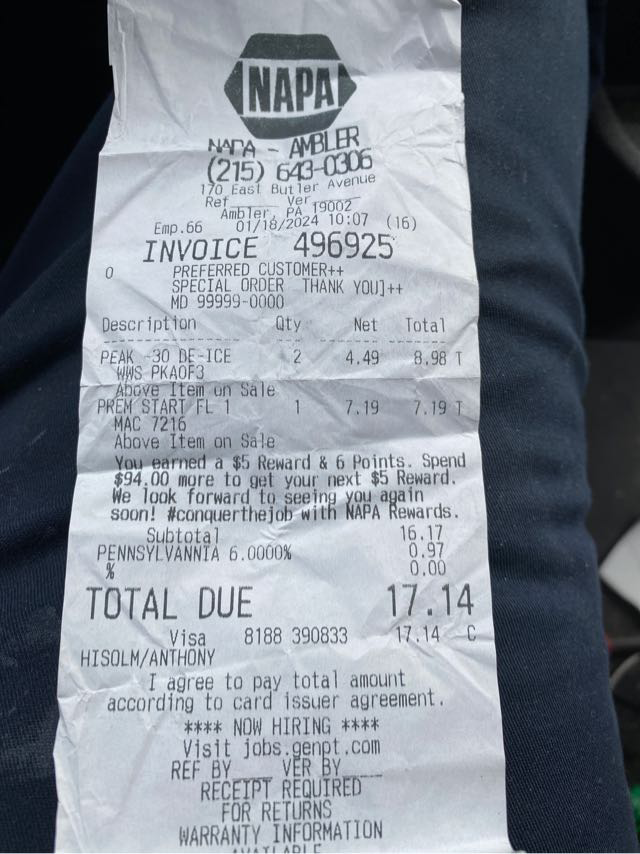 NAPA
NAPA - AMBLER
(215) 643-0306
170 East Butler Avenue
Ref____ Ver____
Ambler, PA 19002
Emp.66 01/18/2024 10:07 (16)
INVOICE 496925
0 PREFERRED CUSTOMER++
SPECIAL ORDER THANK YOU]++
MD 99999-0000
Description Qty Net Total
PEAK -30 DE-ICE 2 4.49 8.98 T
WWS PKAOF3
Above Item on Sale
PREM START FL 1 1 7.19 7.19 T
MAC 7216
Above Item on Sale
You earned a $5 Reward & 6 Points. Spend
$94.00 more to get your next $5 Reward.
We look forward to seeing you again
soon! #conquerthejob with NAPA Rewards.
Subtotal 16.17
PENNSYLVANNIA 6.0000% 0.97
% 0.00
TOTAL DUE 17.14
Visa 8188 390833 17.14 C
HISOLM/ANTHONY
I agree to pay total amount
according to card issuer agreement.
**** NOW HIRING ****
Visit jobs.genpt.com
REF BY____ VER BY____
RECEIPT REQUIRED
FOR RETURNS
WARRANTY INFORMATION
AVAILABLE